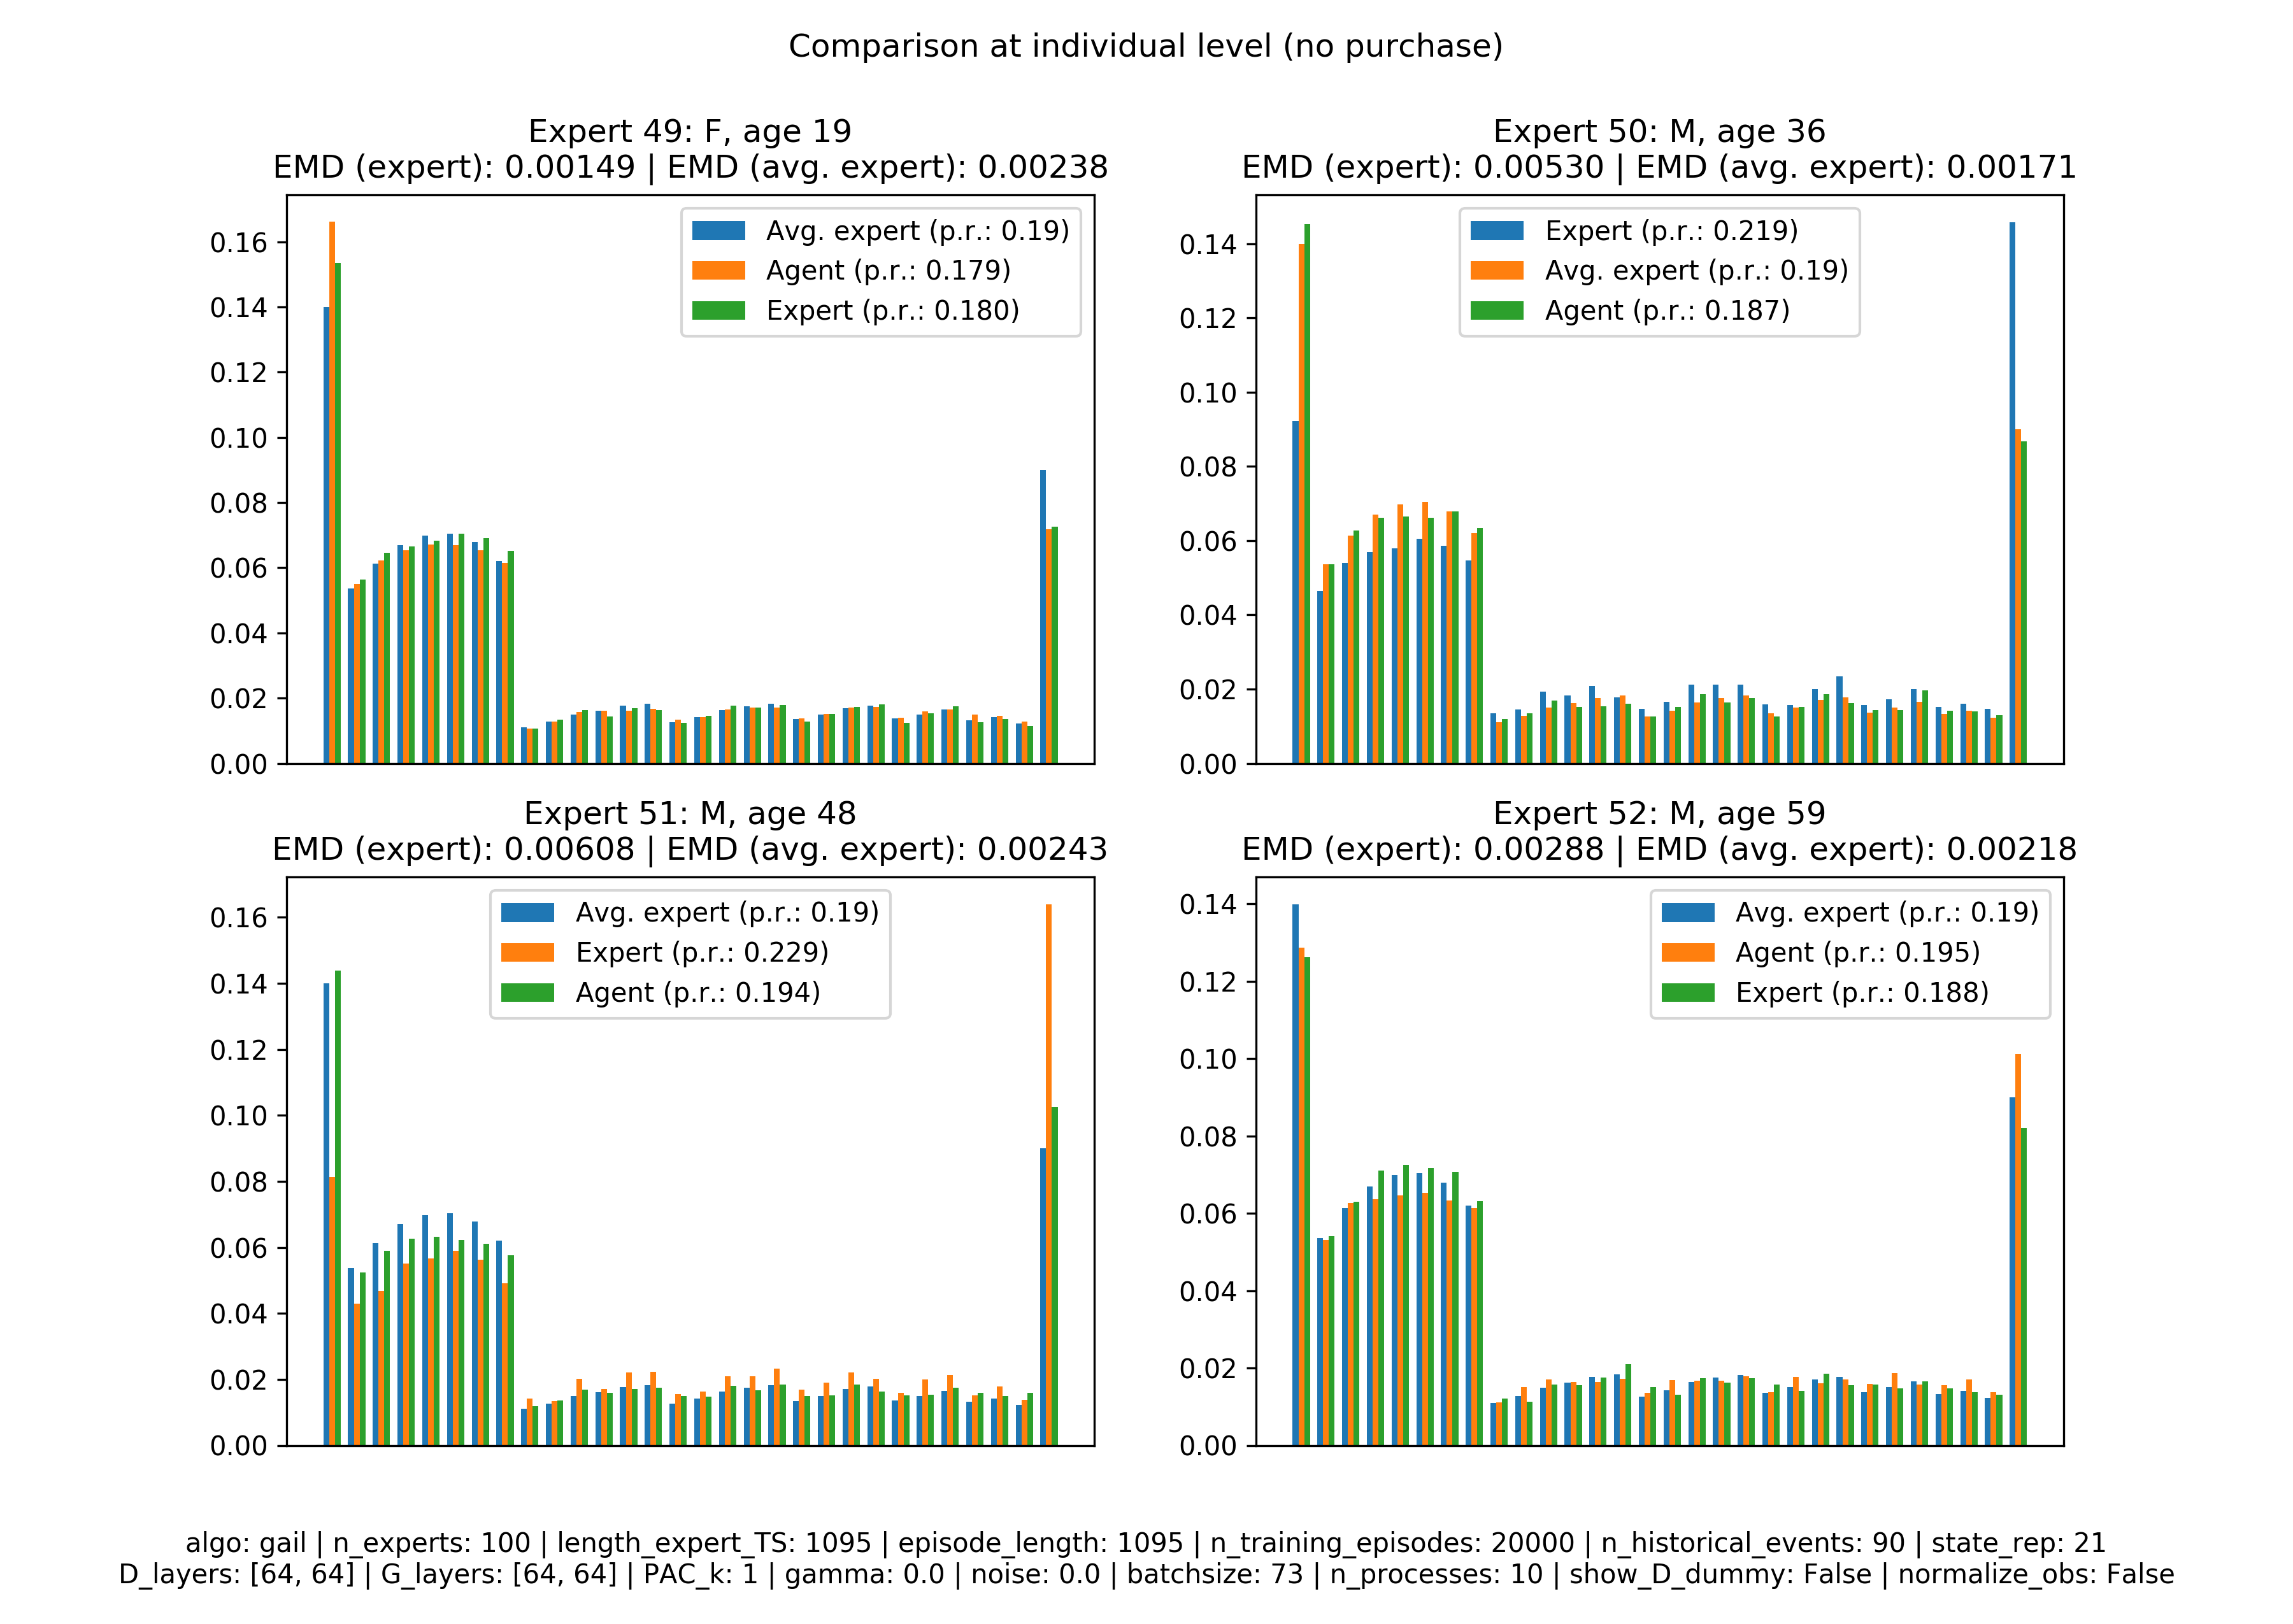 Comparison at individual level (no purchase)
Expert 49: F, age 19
EMD (expert): 0.00149 | EMD (avg. expert): 0.00238
0.16
0.14
0.12
0.10
0.08
0.06
0.04
0.02
0.00
Avg. expert (p.r.: 0.19)
Agent (p.r.: 0.179)
Expert (p.r.: 0.180)
Expert 50: M, age 36
EMD (expert): 0.00530 | EMD (avg. expert): 0.00171
0.14
0.12
0.10
0.08
0.06
0.04
0.02
0.00
Expert (p.r.: 0.219)
Avg. expert (p.r.: 0.19)
Agent (p.r.: 0.187)
Expert 51: M, age 48
EMD (expert): 0.00608 | EMD (avg. expert): 0.00243
0.16
0.14
0.12
0.10
0.08
0.06
0.04
0.02
0.00
Avg. expert (p.r.: 0.19)
Expert (p.r.: 0.229)
Agent (p.r.: 0.194)
Expert 52: M, age 59
EMD (expert): 0.00288 | EMD (avg. expert): 0.00218
0.14
0.12
0.10
0.08
0.06
0.04
0.02
0.00
Avg. expert (p.r.: 0.19)
Agent (p.r.: 0.195)
Expert (p.r.: 0.188)
algo: gail | n_experts: 100 | length_expert_TS: 1095 | episode_length: 1095 | n_training_episodes: 20000 | n_historical_events: 90 | state_rep: 21
D_layers: [64, 64] | G_layers: [64, 64] | PAC_k: 1 | gamma: 0.0 | noise: 0.0 | batchsize: 73 | n_processes: 10 | show_D_dummy: False | normalize_obs: False